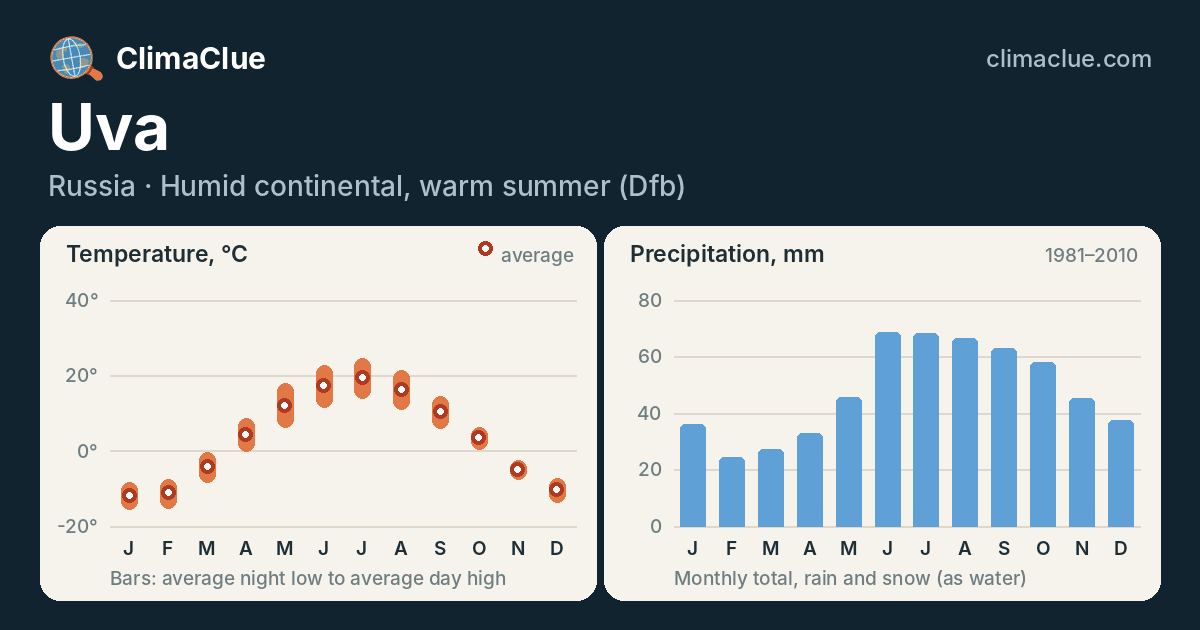 ClimaClue
climaclue.com
Uva
Russia · Humid continental, warm summer (Dfb)
Temperature, °C
average
40°
20°
0°
-20°
J F M A M J J A S O N D
Bars: average night low to average day high
Precipitation, mm
1981–2010
80
60
40
20
0
J F M A M J J A S O N D
Monthly total, rain and snow (as water)